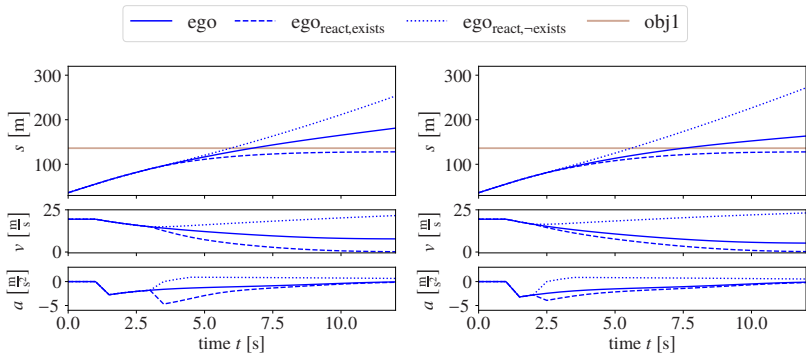 ego ego_react,exists ego_react,¬exists obj1
300
200
100
s [m]
300
200
100
s [m]
25
0
v [m/s]
25
0
v [m/s]
0
−5
a [m/s²]
0
−5
a [m/s²]
0.0 2.5 5.0 7.5 10.0
time t [s]
0.0 2.5 5.0 7.5 10.0
time t [s]